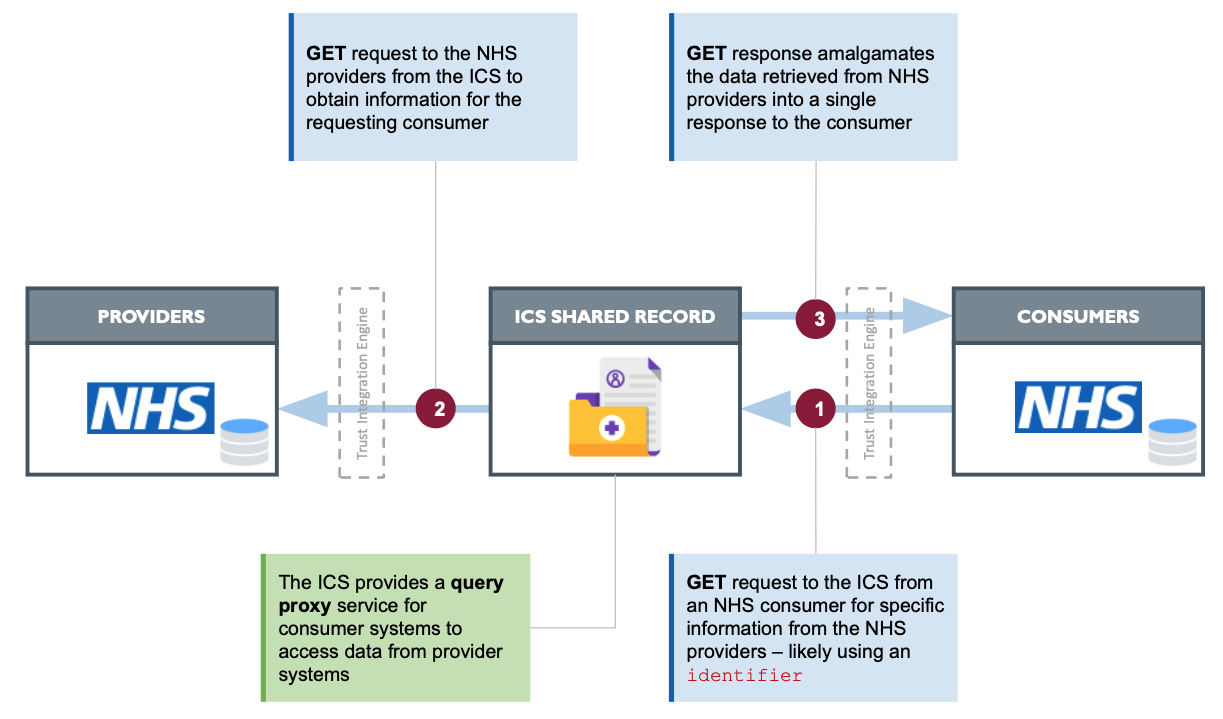 GET request to the NHS
providers from the ICS to
obtain information for the
requesting consumer
GET response amalgamates
the data retrieved from NHS
providers into a single
response to the consumer
PROVIDERS
NHS
Trust Integration Engine
2
ICS SHARED RECORD
3
1
Trust Integration Engine
CONSUMERS
NHS
The ICS provides a query
proxy service for
consumer systems to
access data from provider
systems
GET request to the ICS from
an NHS consumer for specific
information from the NHS
providers – likely using an
identifier